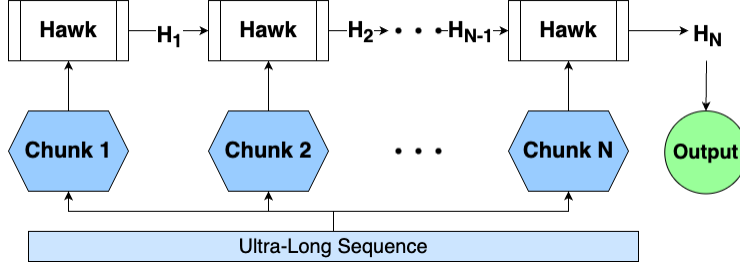 Hawk
H1
Hawk
H2
• • •
HN-1
Hawk
HN
Chunk 1
Chunk 2
• • •
Chunk N
Output
Ultra-Long Sequence